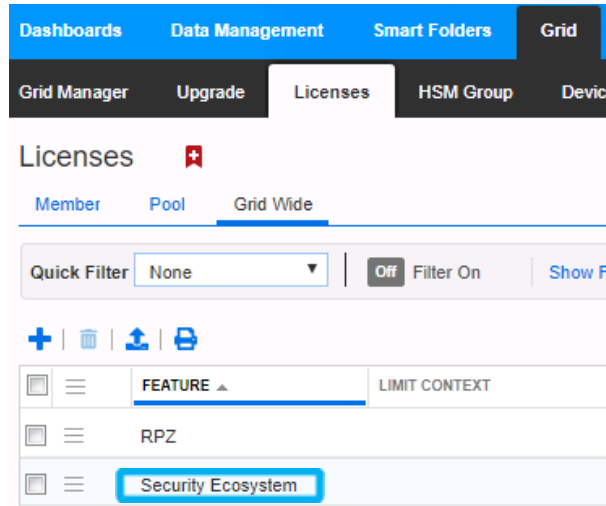 Dashboards Data Management Smart Folders Grid
Grid Manager Upgrade Licenses HSM Group Devic
Licenses
Member Pool Grid Wide
Quick Filter None Off Filter On Show F
FEATURE LIMIT CONTEXT
RPZ
Security Ecosystem